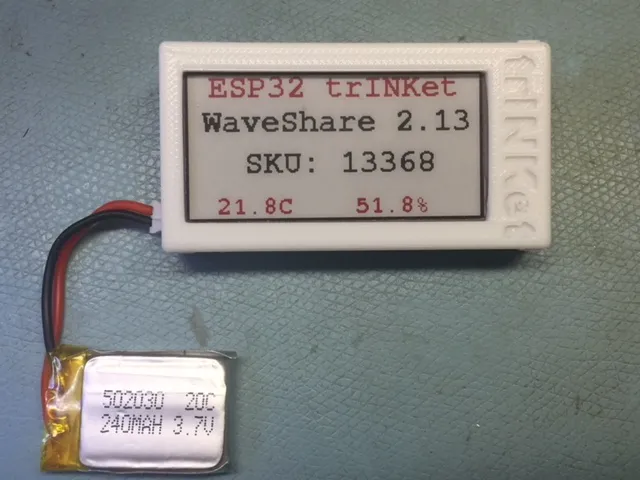 ESP32 trINKet
WaveShare 2.13
SKU: 13368
21.8C 51.8%
trINKet
502030 20C
240MAH 3.7V